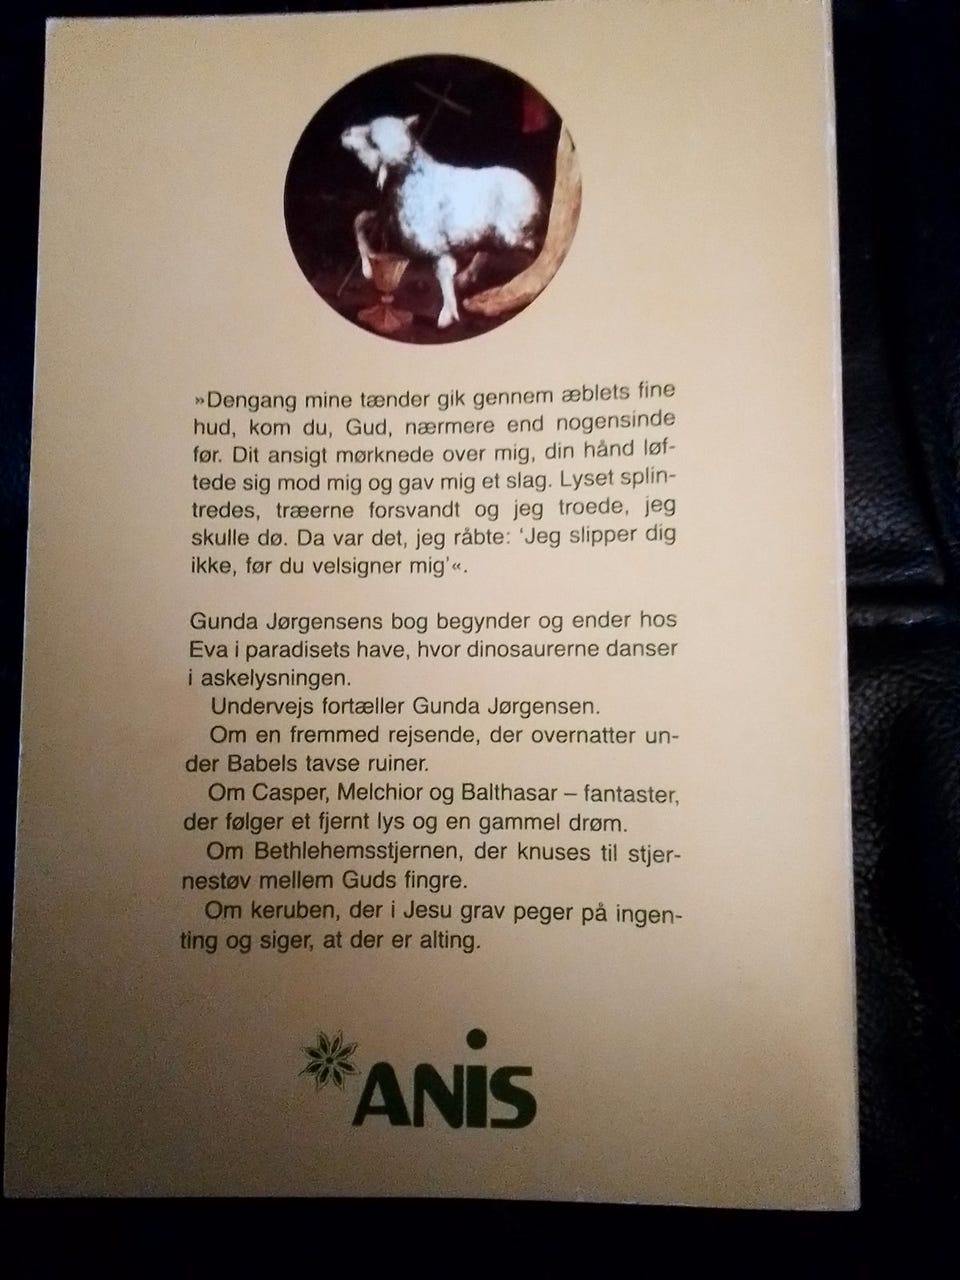 »Dengang mine tænder gik gennem æblets fine
hud, kom du, Gud, nærmere end nogensinde
før. Dit ansigt mørknede over mig, din hånd løf-
tede sig mod mig og gav mig et slag. Lyset splin-
tredes, træerne forsvandt og jeg troede, jeg
skulle dø. Da var det, jeg råbte: 'Jeg slipper dig
ikke, før du velsigner mig'«.
Gunda Jørgensens bog begynder og ender hos
Eva i paradisets have, hvor dinosaurerne danser
i askelysningen.
Undervejs fortæller Gunda Jørgensen.
Om en fremmed rejsende, der overnatter un-
der Babels tavse ruiner.
Om Casper, Melchior og Balthasar – fantaster,
der følger et fjernt lys og en gammel drøm.
Om Bethlehemsstjernen, der knuses til stjer-
nestøv mellem Guds fingre.
Om keruben, der i Jesu grav peger på ingen-
ting og siger, at der er alting.
ANiS